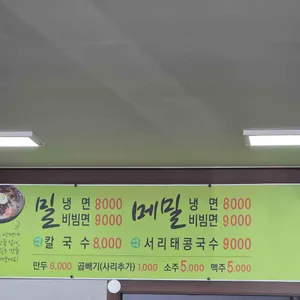 밀 냉 면 8000 메밀 냉 면 8000
비빔면 9000 비빔면 9000
칼 국 수 8,000 서리태콩국수 9000
만두 6,000 곱빼기(사리추가) 1,000 소주 5,000 맥주 5,000